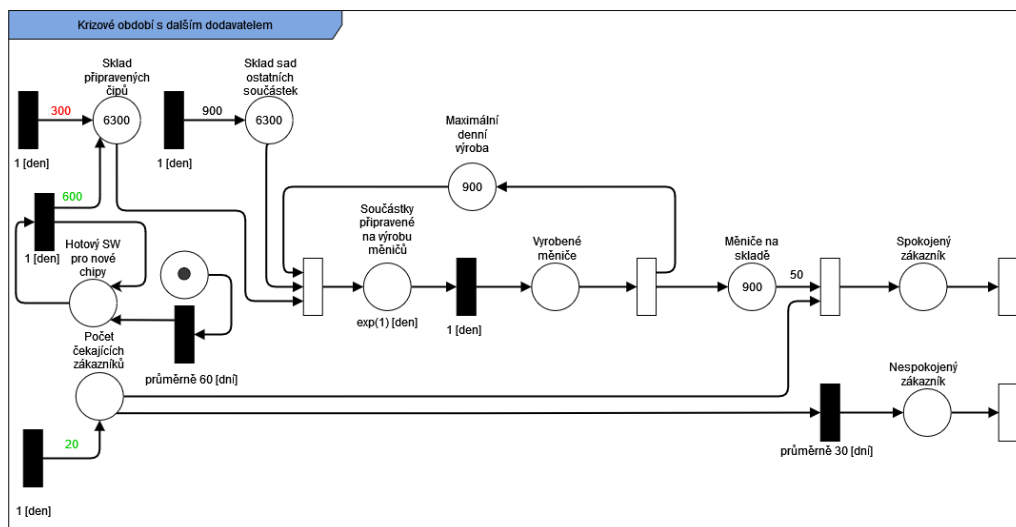 Krizové období s dalším dodavatelem
Sklad
připravených
čipů
Sklad sad
ostatních
součástek
300
6300
900
6300
1 [den]
1 [den]
Maximální
denní
výroba
900
600
1 [den]
Hotový SW
pro nové
chipy
Součástky
připravené
na výrobu
měničů
exp(1) [den]
1 [den]
Vyrobené
měniče
Měniče na
skladě
900
50
Spokojený
zákazník
průměrně 60 [dní]
Počet
čekajících
zákazníků
Nespokojený
zákazník
průměrně 30 [dní]
20
1 [den]